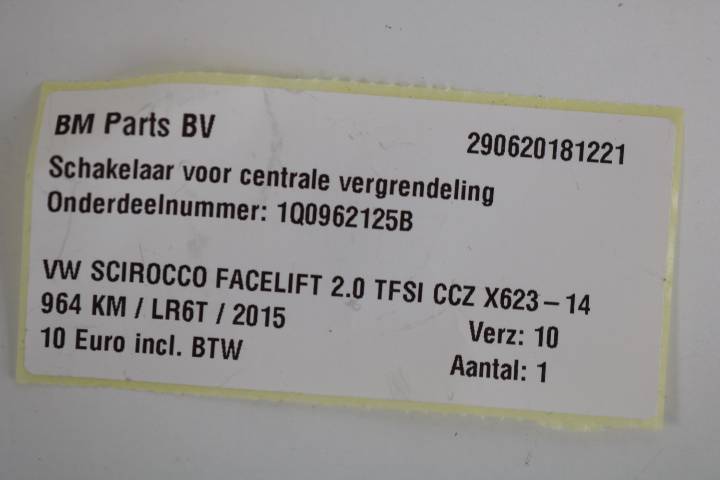 BM Parts BV
290620181221
Schakelaar voor centrale vergrendeling
Onderdeelnummer: 1Q0962125B
VW SCIROCCO FACELIFT 2.0 TFSI CCZ X623-14
964 KM / LR6T / 2015
Verz: 10
10 Euro incl. BTW
Aantal: 1